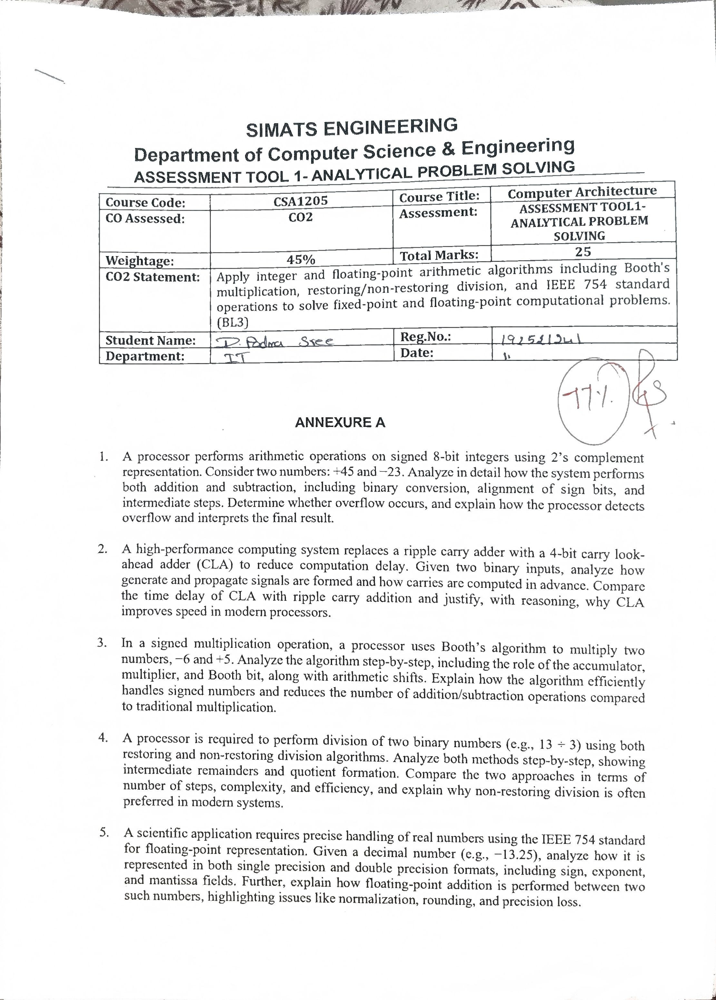 SIMATS ENGINEERING
Department of Computer Science & Engineering
ASSESSMENT TOOL 1- ANALYTICAL PROBLEM SOLVING
Course Code: CSA1205 Course Title: Computer Architecture
CO Assessed: CO2 Assessment: ASSESSMENT TOOL1-
ANALYTICAL PROBLEM
SOLVING
Weightage: 45% Total Marks: 25
CO2 Statement: Apply integer and floating-point arithmetic algorithms including Booth's
multiplication, restoring/non-restoring division, and IEEE 754 standard
operations to solve fixed-point and floating-point computational problems.
(BL3)
Student Name: D. Padma Sree Reg.No.:
Department: IT Date:
77%
ANNEXURE A
1. A processor performs arithmetic operations on signed 8-bit integers using 2’s complement
representation. Consider two numbers: +45 and −23. Analyze in detail how the system performs
both addition and subtraction, including binary conversion, alignment of sign bits, and
intermediate steps. Determine whether overflow occurs, and explain how the processor detects
overflow and interprets the final result.
2. A high-performance computing system replaces a ripple carry adder with a 4-bit carry look-
ahead adder (CLA) to reduce computation delay. Given two binary inputs, analyze how
generate and propagate signals are formed and how carries are computed in advance. Compare
the time delay of CLA with ripple carry addition and justify, with reasoning, why CLA
improves speed in modern processors.
3. In a signed multiplication operation, a processor uses Booth’s algorithm to multiply two
numbers, −6 and +5. Analyze the algorithm step-by-step, including the role of the accumulator,
multiplier, and Booth bit, along with arithmetic shifts. Explain how the algorithm efficiently
handles signed numbers and reduces the number of addition/subtraction operations compared
to traditional multiplication.
4. A processor is required to perform division of two binary numbers (e.g., 13 ÷ 3) using both
restoring and non-restoring division algorithms. Analyze both methods step-by-step, showing
intermediate remainders and quotient formation. Compare the two approaches in terms of
number of steps, complexity, and efficiency, and explain why non-restoring division is often
preferred in modern systems.
5. A scientific application requires precise handling of real numbers using the IEEE 754 standard
for floating-point representation. Given a decimal number (e.g., −13.25), analyze how it is
represented in both single precision and double precision formats, including sign, exponent,
and mantissa fields. Further, explain how floating-point addition is performed between two
such numbers, highlighting issues like normalization, rounding, and precision loss.